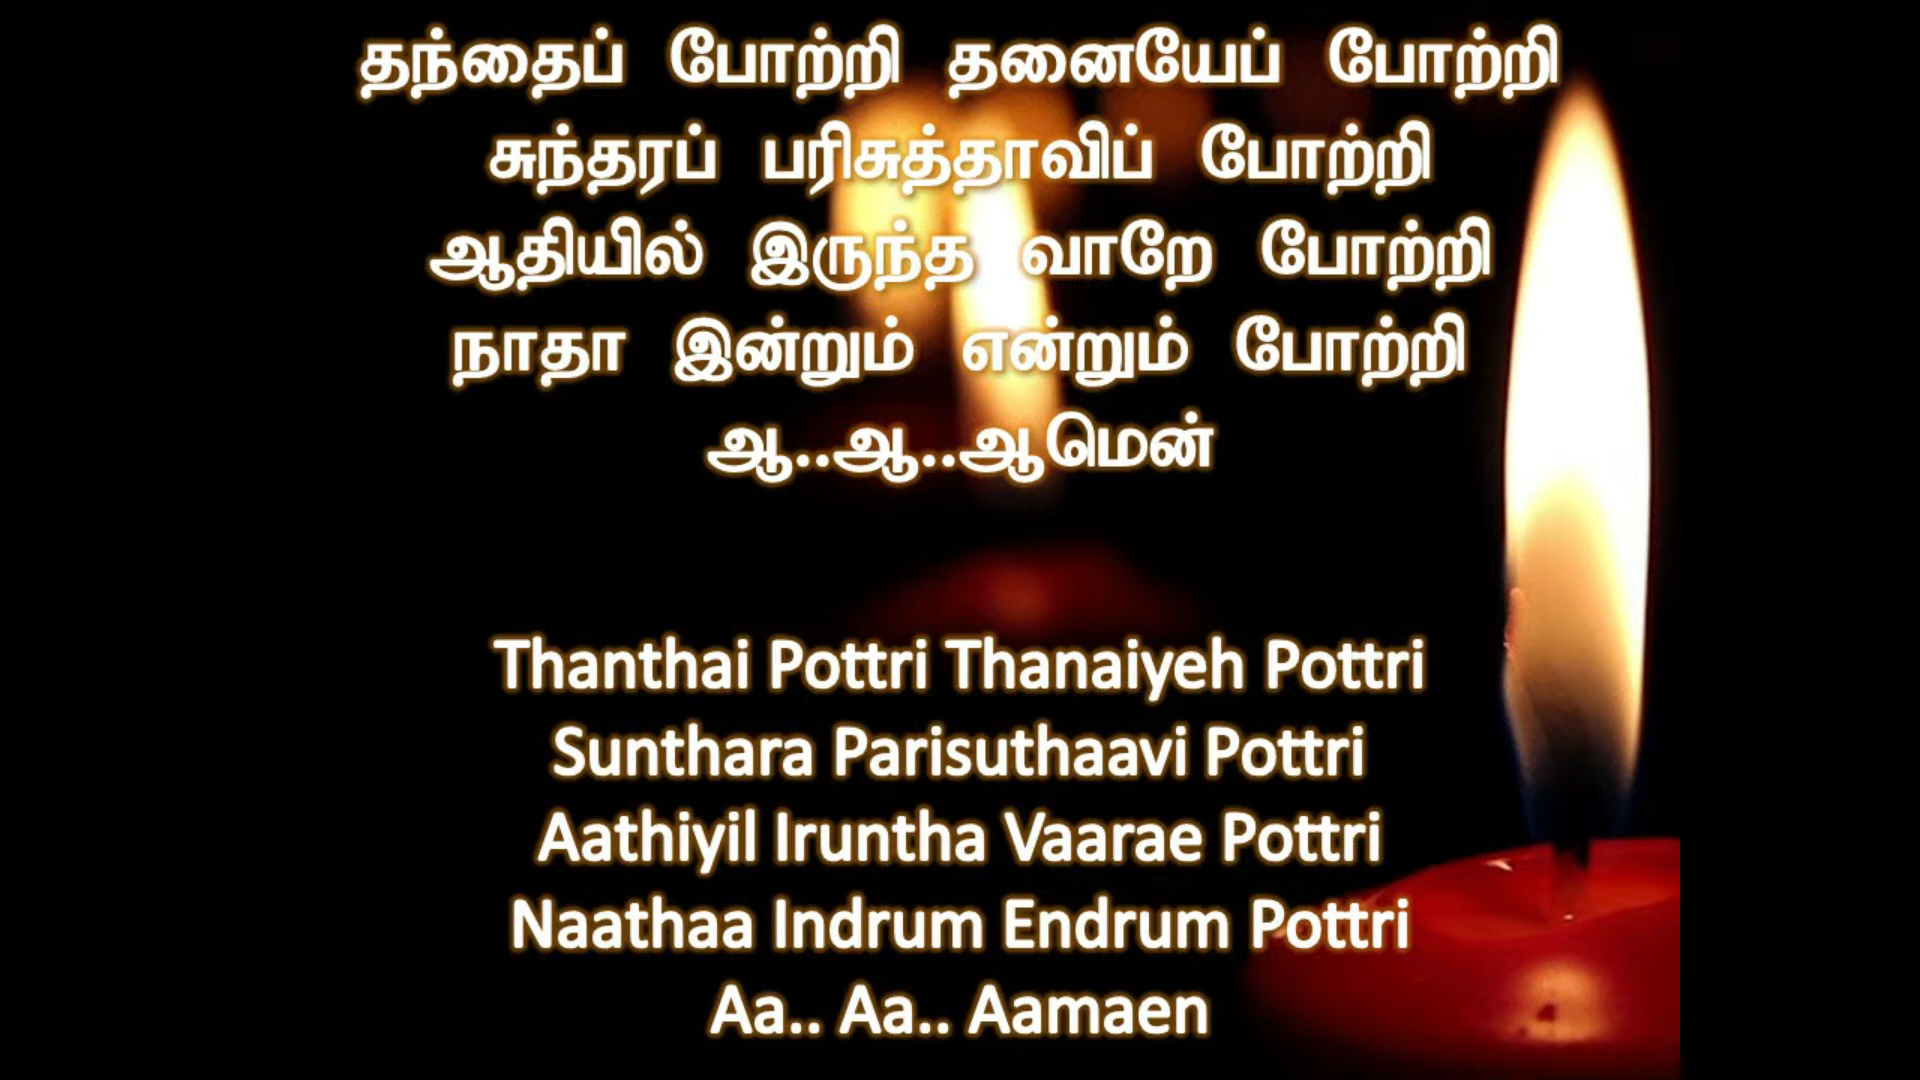 தந்தைப் போற்றி தனையேப் போற்றி
சுந்தரப் பரிசுத்தாவிப் போற்றி
ஆதியில் இருந்த வாறே போற்றி
நாதா இன்றும் என்றும் போற்றி
ஆ..ஆ..ஆமென்
Thanthai Pottri Thanaiyeh Pottri
Sunthara Parisuthaavi Pottri
Aathiyil Iruntha Vaarae Pottri
Naathaa Indrum Endrum Pottri
Aa.. Aa.. Aamaen